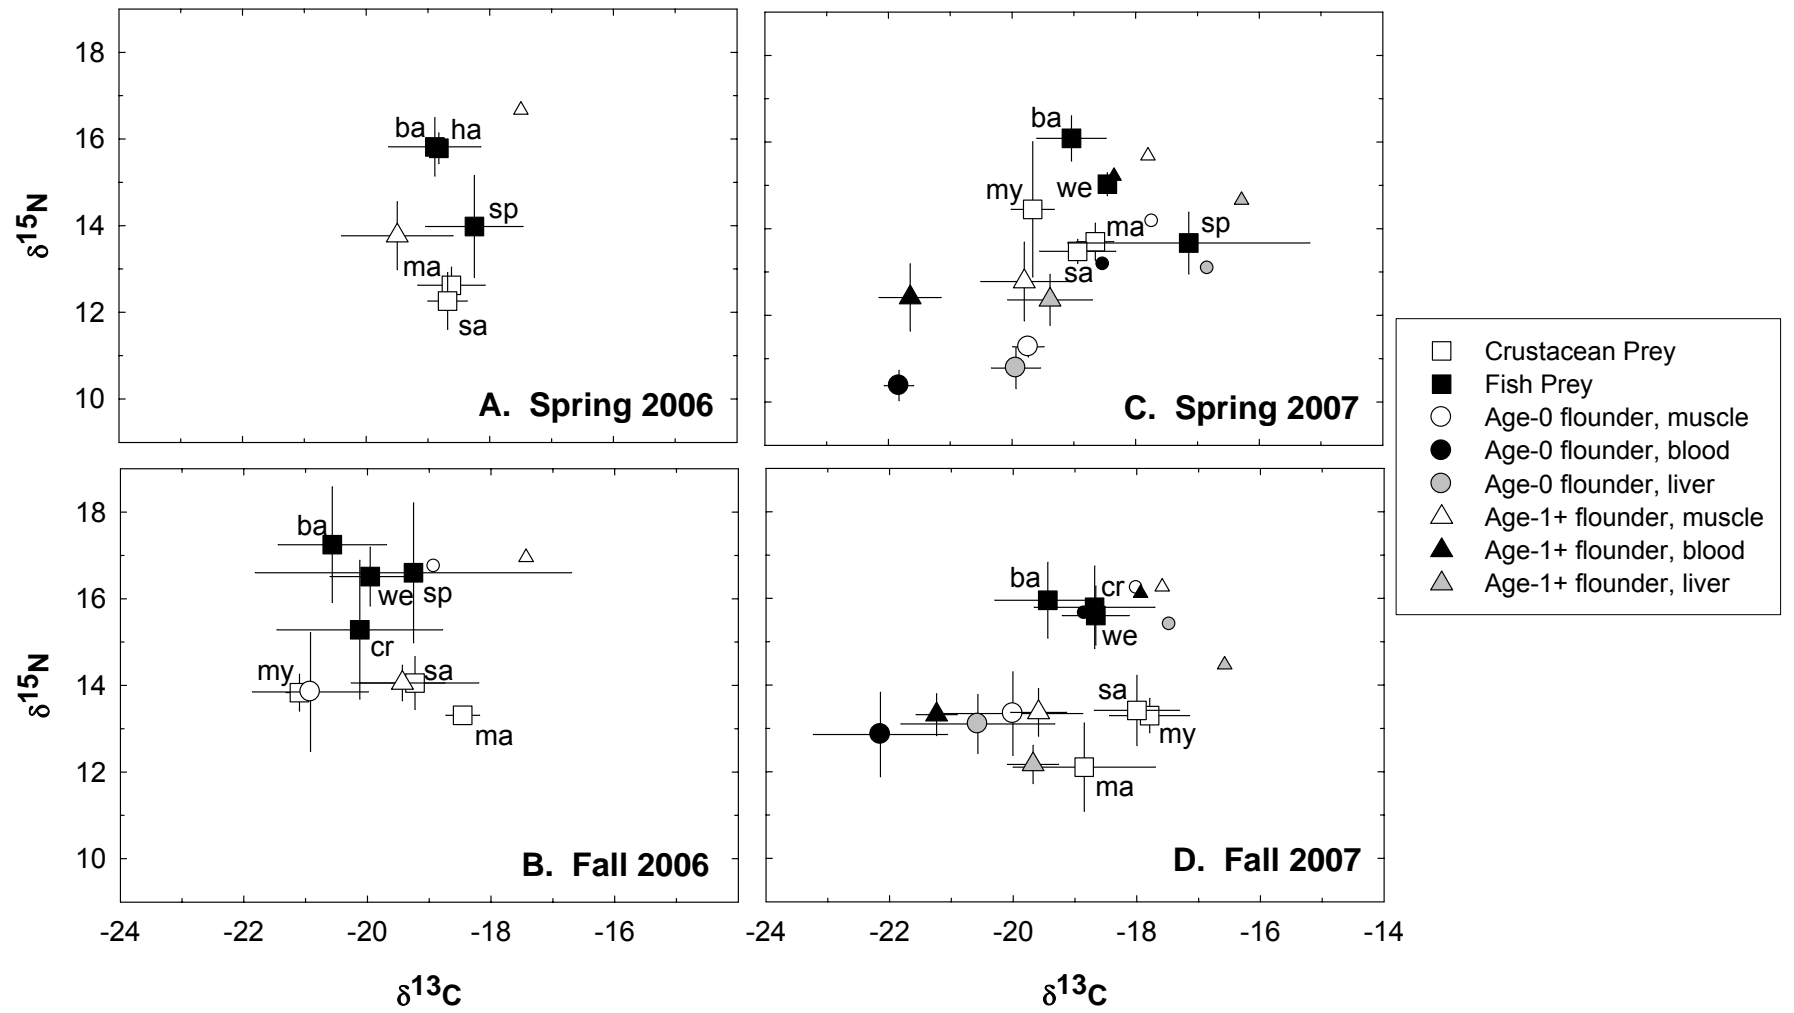 18
16
14
12
10
δ15N
ba
ha
sp
ma
sa
A. Spring 2006
ba
my
we
ma
sp
sa
C. Spring 2007
Crustacean Prey
Fish Prey
Age-0 flounder, muscle
Age-0 flounder, blood
Age-0 flounder, liver
Age-1+ flounder, muscle
Age-1+ flounder, blood
Age-1+ flounder, liver
18
16
14
12
10
δ15N
ba
we
sp
cr
my
sa
ma
B. Fall 2006
ba
cr
we
sa
my
ma
D. Fall 2007
-24 -22 -20 -18 -16
-24 -22 -20 -18 -16 -14
δ13C
δ13C